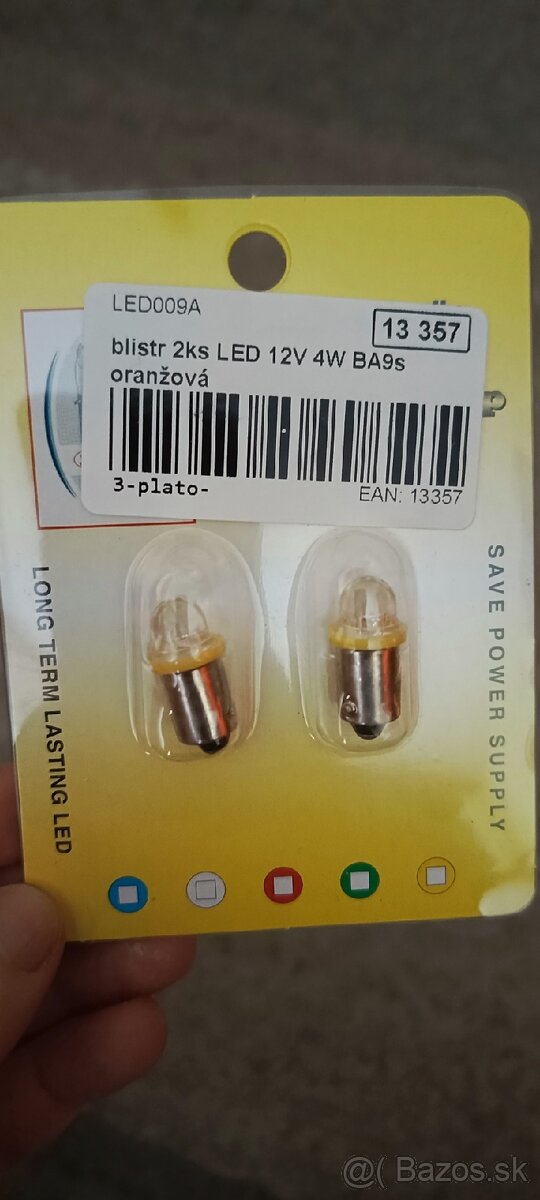 LED009A
13 357
blistr 2ks LED 12V 4W BA9s
oranžová
3-plato-
EAN: 13357
LONG TERM LASTING LED
SAVE POWER SUPPLY
@( Bazos.sk